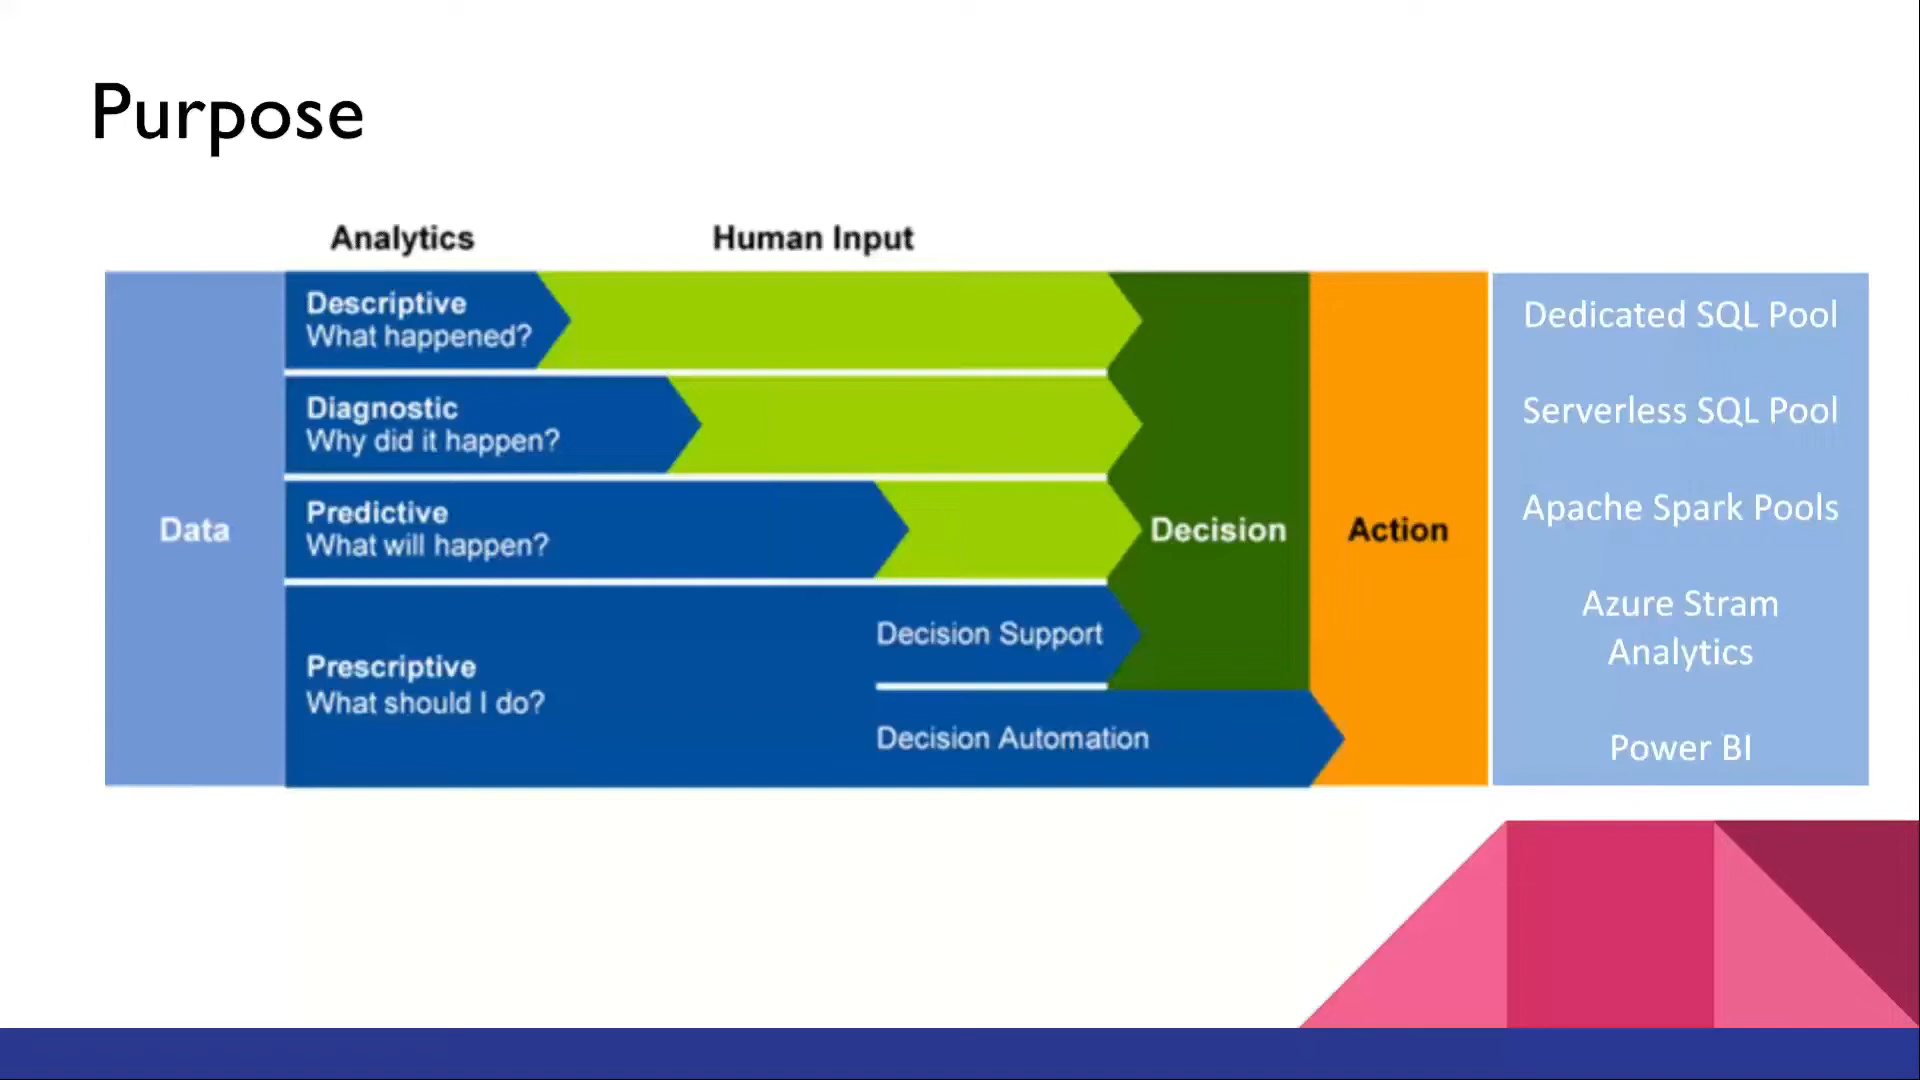 Purpose
Analytics
Human Input
Data
Descriptive
What happened?
Diagnostic
Why did it happen?
Predictive
What will happen?
Prescriptive
What should I do?
Decision Support
Decision Automation
Decision
Action
Dedicated SQL Pool
Serverless SQL Pool
Apache Spark Pools
Azure Stram
Analytics
Power BI